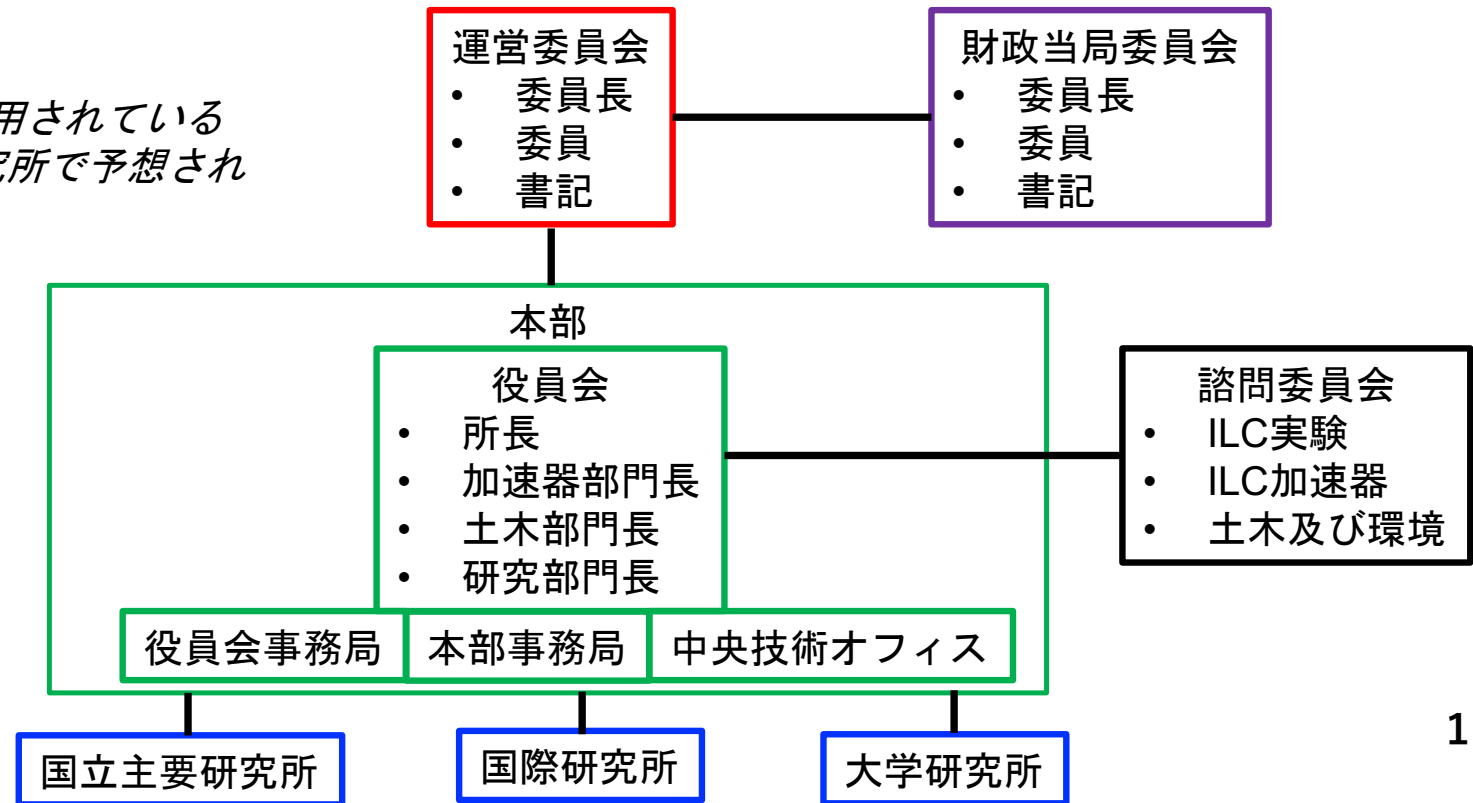 運営委員会
• 委員長
• 委員
• 書記
財政当局委員会
• 委員長
• 委員
• 書記
用されている
究所で予想され
本部
役員会
• 所長
• 加速器部門長
• 土木部門長
• 研究部門長
諮問委員会
• ILC実験
• ILC加速器
• 土木及び環境
役員会事務局
本部事務局
中央技術オフィス
国立主要研究所
国際研究所
大学研究所
1